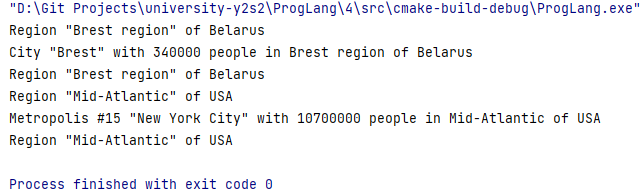 "D:\Git Projects\university-y2s2\ProgLang\4\src\cmake-build-debug\ProgLang.exe"
Region "Brest region" of Belarus
City "Brest" with 340000 people in Brest region of Belarus
Region "Brest region" of Belarus
Region "Mid-Atlantic" of USA
Metropolis #15 "New York City" with 10700000 people in Mid-Atlantic of USA
Region "Mid-Atlantic" of USA
Process finished with exit code 0